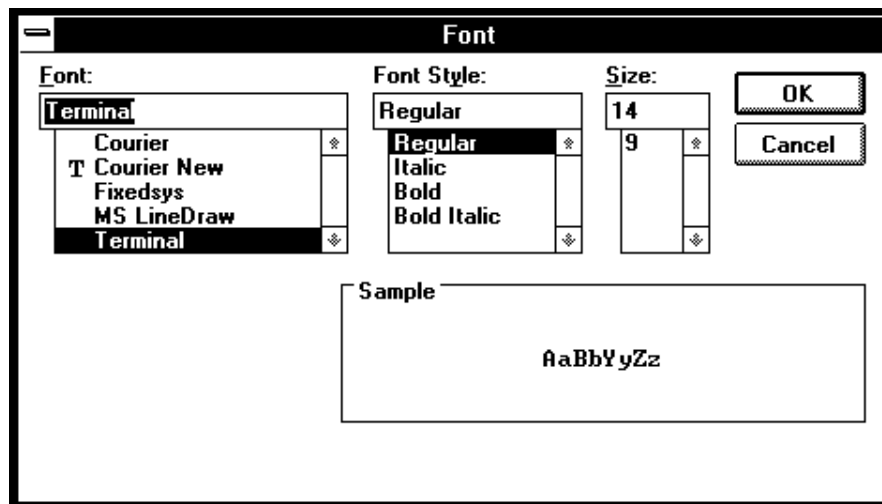 Font
Font:
Terminal
Courier
T Courier New
Fixedsys
MS LineDraw
Terminal
Font Style:
Regular
Regular
Italic
Bold
Bold Italic
Size:
14
9
OK
Cancel
Sample
AaBbYyZz